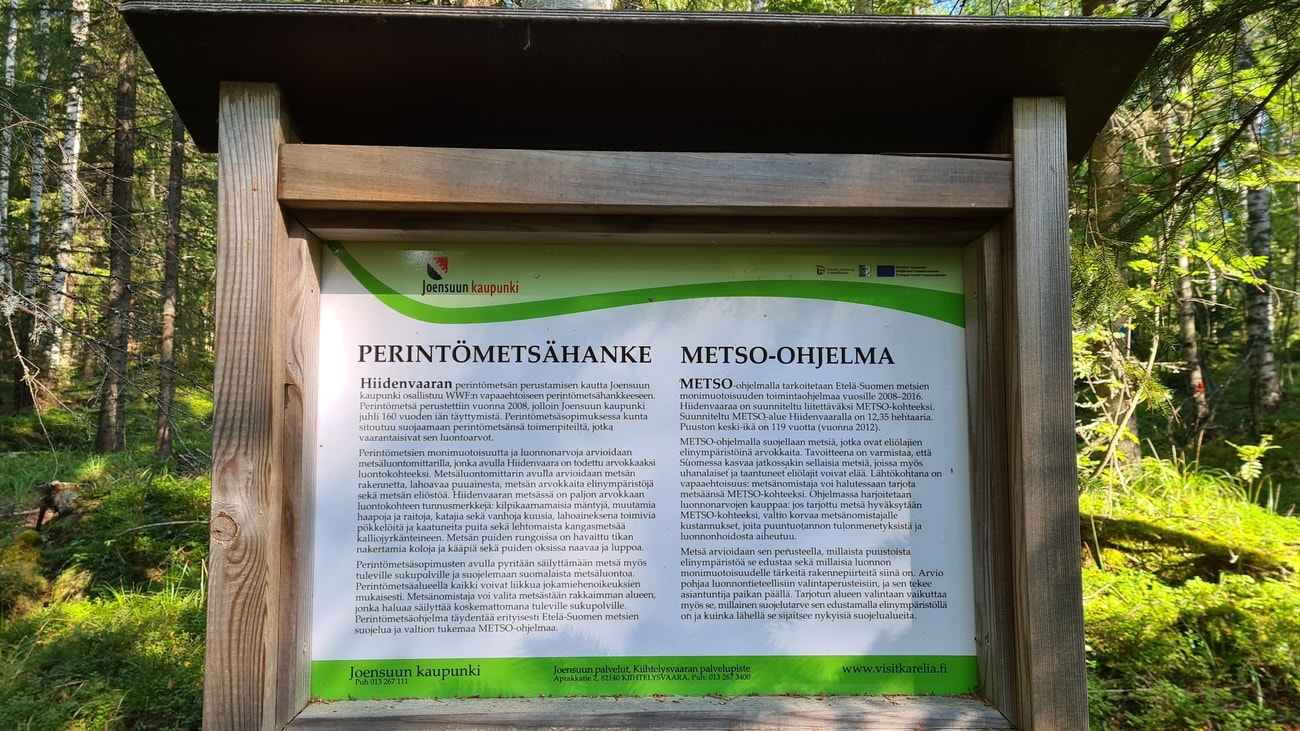 Joensuun kaupunki
PERINTÖMETSÄHANKE
Hiidenvaaran perintömetsän perustamisen kautta Joensuun
kaupunki osallistuu WWF:n vapaaehtoiseen perintömetsähankkeeseen.
Perintömetsä perustettiin vuonna 2008, jolloin Joensuun kaupunki
juhli 160 vuoden iän täyttymistä. Perintömetsäsopimuksessa kunta
sitoutuu suojaamaan perintömetsänsä toimenpiteiltä, jotka
vaarantaisivat sen luontoarvot.
Perintömetsien monimuotoisuutta ja luonnonarvoja arvioidaan
metsäluontomittarilla, jonka avulla Hiidenvaara on todettu arvokkaaksi
luontokohteeksi. Metsäluontomittarin avulla arvioidaan metsän
rakennetta, lahoavaa puuainesta, metsän arvokkaita elinympäristöjä
sekä metsän eliöstöä. Hiidenvaaran metsässä on paljon arvokkaan
luontokohteen tunnusmerkkejä: kilpikaarnamaisia mäntyjä, muutamia
haapoja ja raitoja, katajia sekä vanhoja kuusia, lahoaineksena toimivia
pökkelöitä ja kaatuneita puita sekä lehtomaista kangasmetsää
kalliojyrkänteineen. Metsän puiden rungoissa on havaittu tikan
nakertamia koloja ja kääpiä sekä puiden oksissa naavaa ja luppoa.
Perintömetsäsopimusten avulla pyritään säilyttämään metsä myös
tuleville sukupolville ja suojelemaan suomalaista metsäluontoa.
Perintömetsäalueella kaikki voivat liikkua jokamiehenoikeuksien
mukaisesti. Metsänomistaja voi valita metsästään rakkaimman alueen,
jonka haluaa säilyttää koskemattomana tuleville sukupolville.
Perintömetsäohjelma täydentää erityisesti Etelä-Suomen metsien
suojelua ja valtion tukemaa METSO-ohjelmaa.
METSO-OHJELMA
METSO-ohjelmalla tarkoitetaan Etelä-Suomen metsien
monimuotoisuuden toimintaohjelmaa vuosille 2008–2016.
Hiidenvaaraa on suunniteltu liitettäväksi METSO-kohteeksi.
Suunniteltu METSO-alue Hiidenvaaralla on 12,35 hehtaaria.
Puuston keski-ikä on 119 vuotta (vuonna 2012).
METSO-ohjelmalla suojellaan metsiä, jotka ovat eliölajien
elinympäristöinä arvokkaita. Tavoitteena on varmistaa, että
Suomessa kasvaa jatkossakin sellaisia metsiä, joissa myös
uhanalaiset ja taantuneet eliölajit voivat elää. Lähtökohtana on
vapaaehtoisuus: metsänomistaja voi halutessaan tarjota
metsäänsä METSO-kohteeksi. Ohjelmassa harjoitetaan
luonnonarvojen kauppaa: jos tarjottu metsä hyväksytään
METSO-kohteeksi, valtio korvaa metsänomistajalle
kustannukset, joita puuntuotannon tulonmenetyksistä ja
luonnonhoidosta aiheutuu.
Metsä arvioidaan sen perusteella, millaista puustoista
elinympäristöä se edustaa sekä millaisia luonnon
monimuotoisuudelle tärkeitä rakennepiirteitä siinä on. Arvio
pohjaa luonnontieteellisiin valintaperusteisiin, ja sen tekee
asiantuntija paikan päällä. Tarjotun alueen valintaan vaikuttaa
myös se, millainen suojelutarve sen edustamalla elinympäristöllä
on ja kuinka lähellä se sijaitsee nykyisiä suojelualueita.
Joensuun kaupunki
Puh 013 267 111
Joensuun palvelut, Kiihtelysvaaran palvelupiste
Aprakkatie 2, 82140 KIIHTELYSVAARA, Puh: 013 267 3400
www.visitkarelia.fi